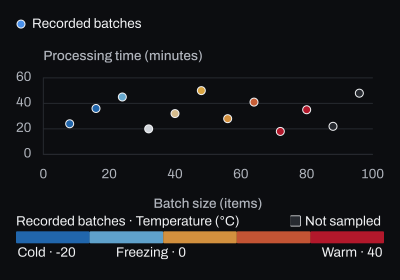 Recorded batches
Processing time (minutes)
60
40
20
0
0 20 40 60 80 100
Batch size (items)
Recorded batches · Temperature (°C) Not sampled
Cold · -20 Freezing · 0 Warm · 40